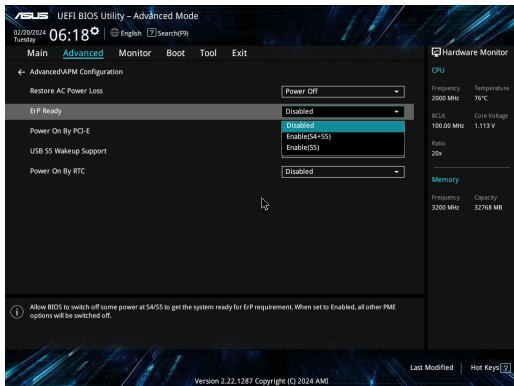 ASUS UEFI BIOS Utility – Advanced Mode
02/20/2024 Tuesday 06:18 English ? Search(F9)
Main Advanced Monitor Boot Tool Exit
Hardware Monitor
← Advanced\APM Configuration
Restore AC Power Loss Power Off
ErP Ready Disabled
Disabled
Enable(S4+S5)
Enable(S5)
Power On By PCI-E
USB S5 Wakeup Support
Power On By RTC Disabled
CPU
Frequency Temperature
2000 MHz 76°C
BCLK Core Voltage
100.00 MHz 1.113 V
Ratio
20x
Memory
Frequency Capacity
3200 MHz 32768 MB
i Allow BIOS to switch off some power at S4/S5 to get the system ready for ErP requirement. When set to Enabled, all other PME
options will be switched off.
Last Modified Hot Keys ?
Version 2.22.1287 Copyright (C) 2024 AMI